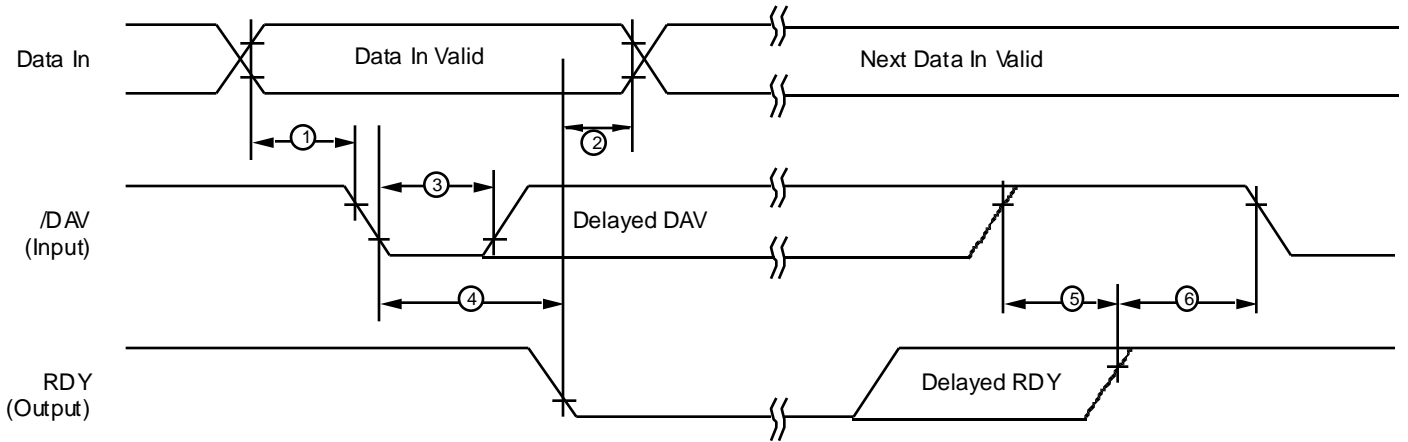 Data In
Data In Valid
Next Data In Valid
1
2
3
/DAV
(Input)
Delayed DAV
4
5
6
RDY
(Output)
Delayed RDY